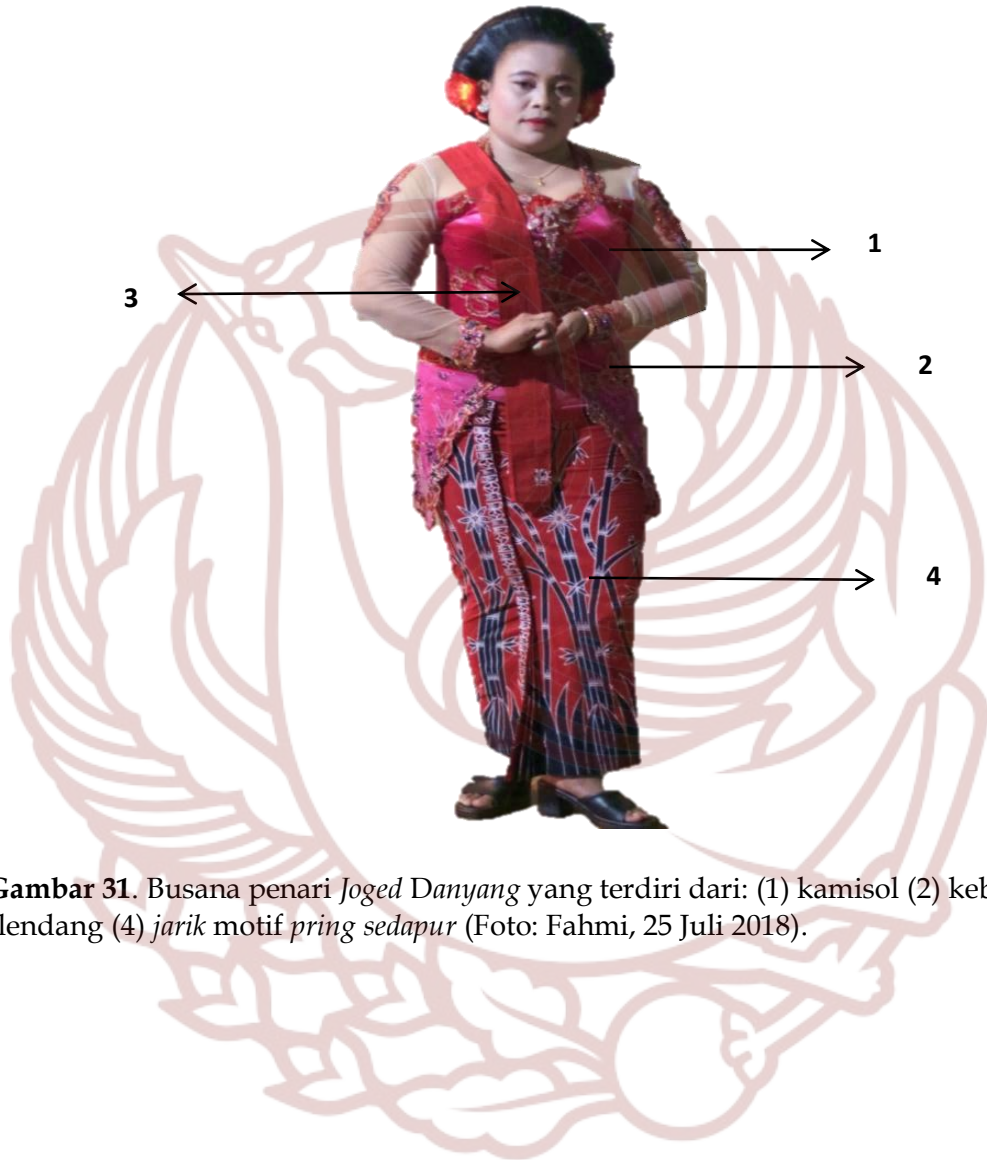 1
3
2
4
Gambar 31. Busana penari Joged Danyang yang terdiri dari: (1) kamisol (2)
lendang (4) jarik motif pring sedapur (Foto: Fahmi, 25 Juli 2018).